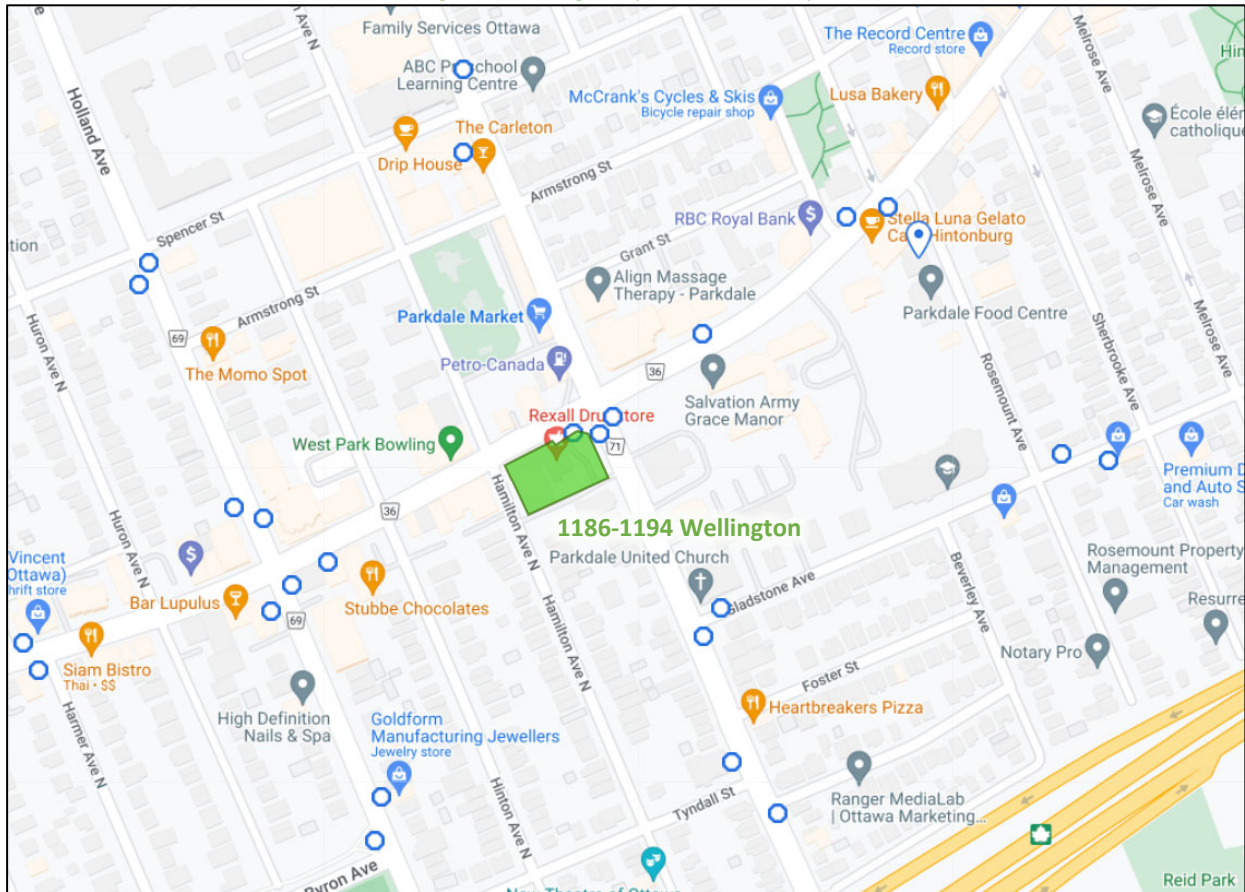 Family Services Ottawa
The Record Centre
Record store
ABC
Learning Centre
McCrank's Cycles & Skis
Bicycle repair shop
Lusa Bakery
Melrose Ave
Holland Ave
The Carleton
Drip House
Armstrong St
École
catholique
Melrose Ave
Spencer St
RBC Royal Bank
Stella Luna Gelato
Hintonburg
Grant St
Align Massage
Therapy - Parkdale
Parkdale Food Centre
Armstrong St
Parkdale Market
Huron Ave N
69
The Momo Spot
Petro-Canada
36
Sherbrooke Ave
Melrose Ave
Rosemount Ave
Salvation Army
Grace Manor
Rexall
West Park Bowling
71
Hamilton Ave N
36
1186-1194 Wellington
Premium
and Auto
Car wash
Huron Ave N
Parkdale United Church
Vincent
Ottawa)
Bar Lupulus
Stubbe Chocolates
69
Gladstone Ave
Beverley Ave
Rosemount Property
Management
Siam Bistro
Thai • $$
Hamilton Ave N
Notary Pro
Foster St
Harmer Ave N
High Definition
Nails & Spa
Goldform
Manufacturing Jewellers
Jewelry store
Heartbreakers Pizza
Hinton Ave N
Tyndall St
Ranger MediaLab
| Ottawa Marketing...
Byron Ave
Reid Park